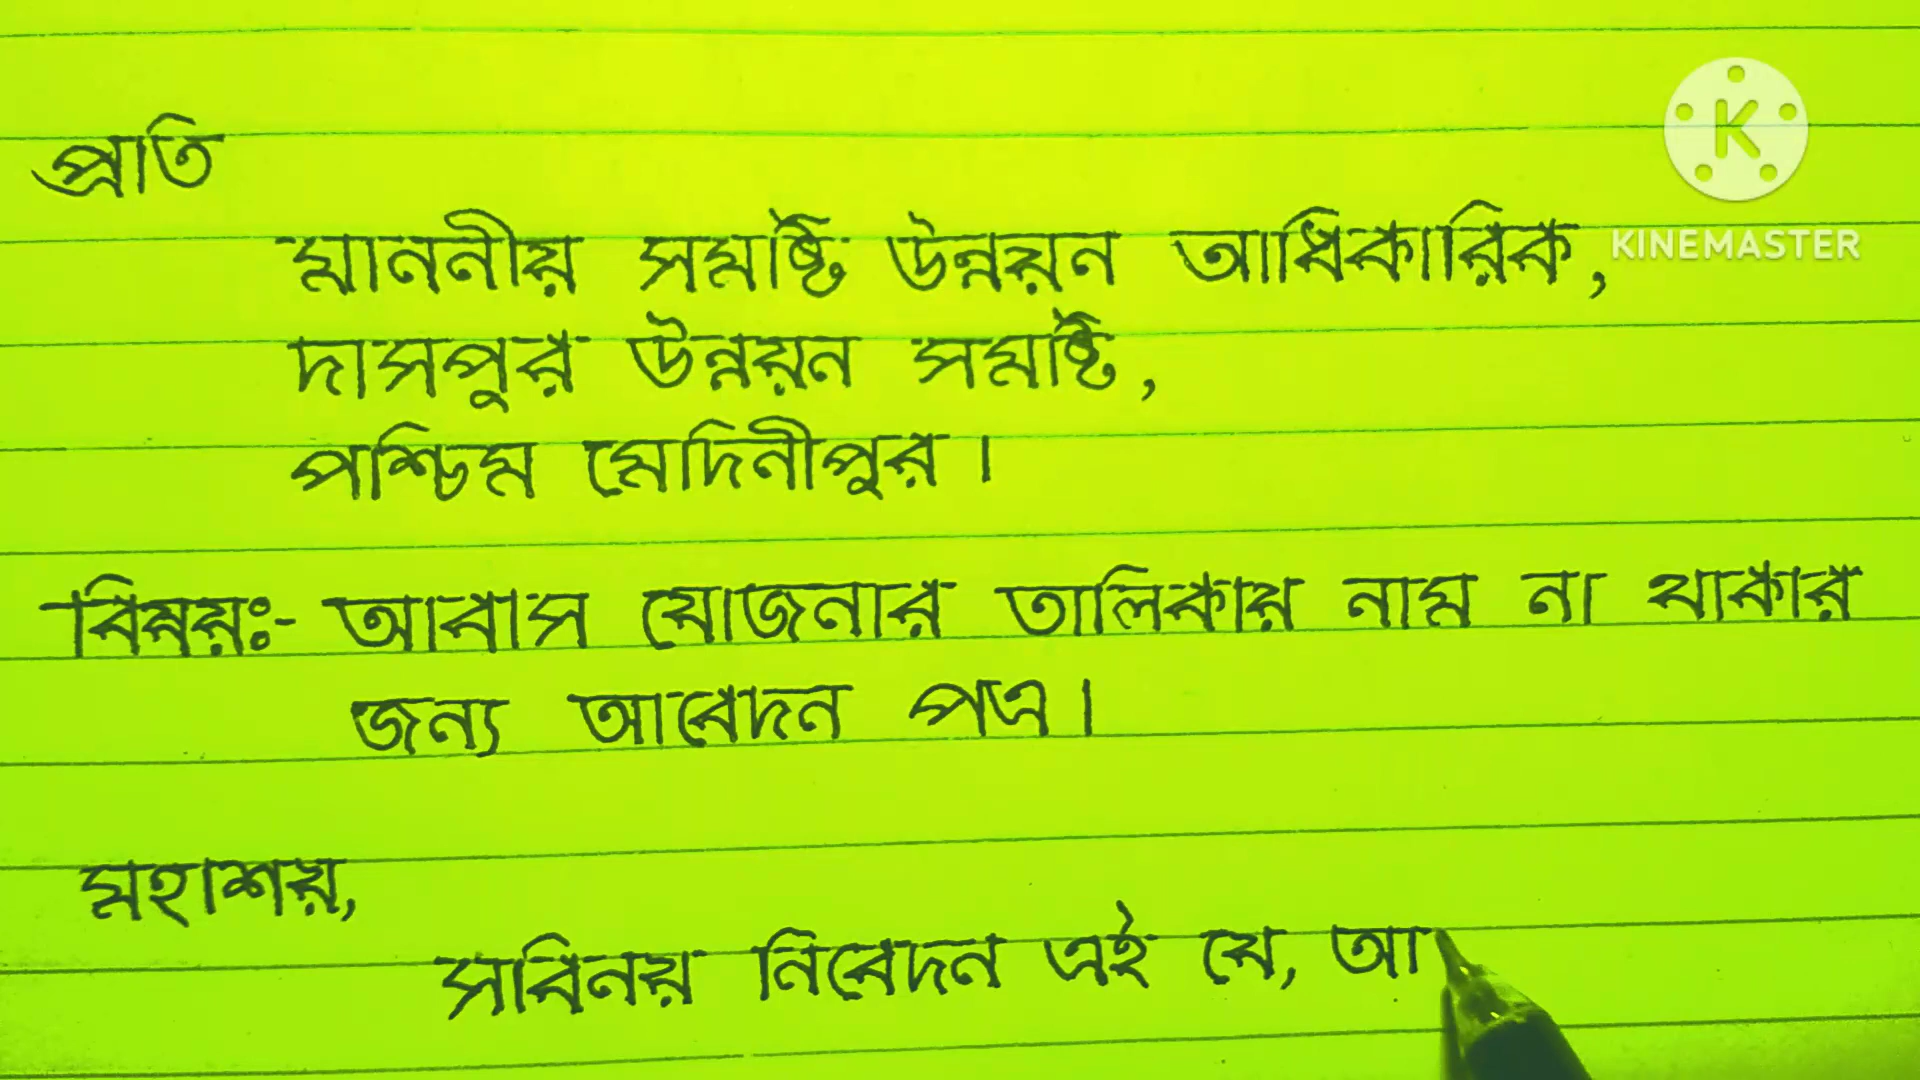 প্রতি
মাননীয় সমষ্টি উন্নয়ন আধিকারিক,
দাসপুর উন্নয়ন সমষ্টি,
পশ্চিম মেদিনীপুর।
বিষয়ঃ- আবাস যোজনার তালিকায় নাম না থাকার
জন্য আবেদন পত্র।
মহাশয়,
সবিনয় নিবেদন এই যে, আ
KINEMASTER